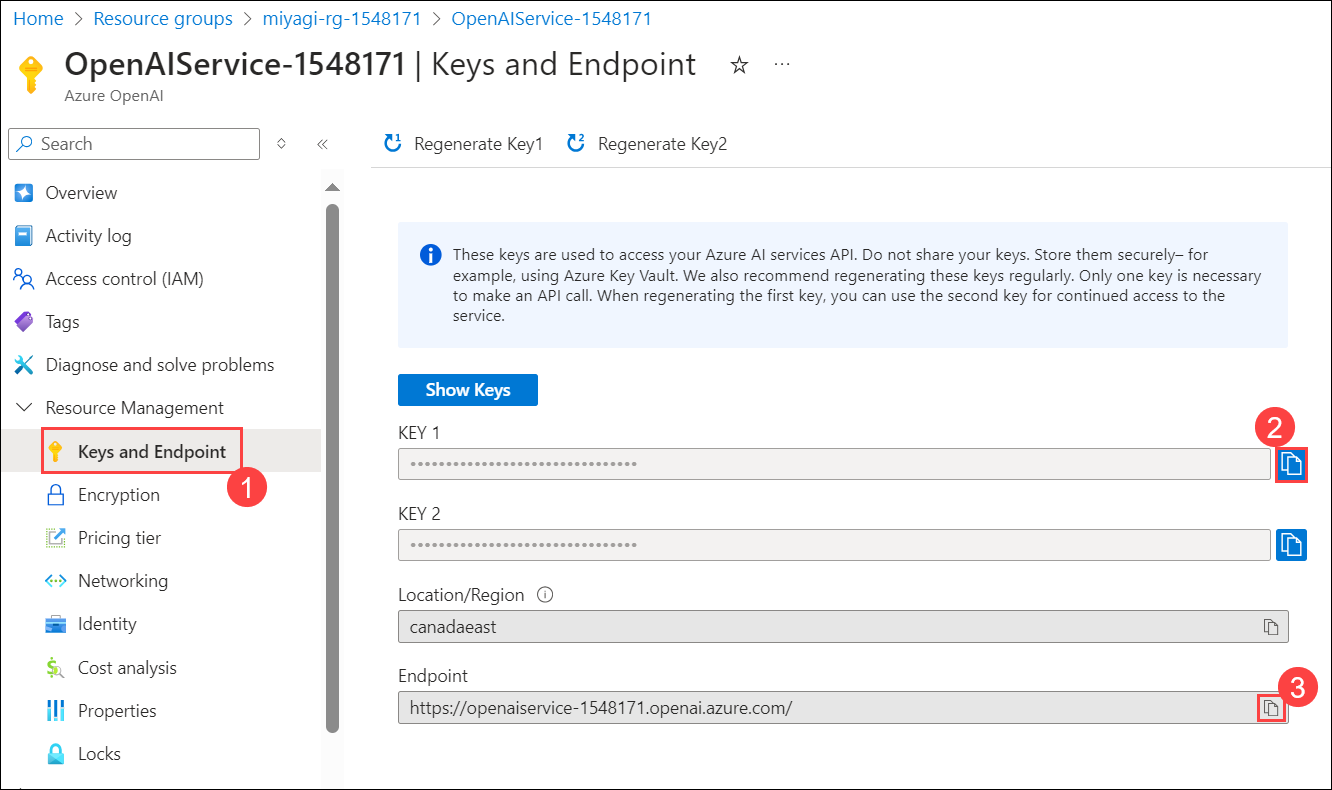 Home > Resource groups > miyagi-rg-1548171 > OpenAIService-1548171
OpenAIService-1548171 | Keys and Endpoint
Azure OpenAI
Search
Overview
Activity log
Access control (IAM)
Tags
Diagnose and solve problems
Resource Management
Keys and Endpoint
1
Encryption
Pricing tier
Networking
Identity
Cost analysis
Properties
Locks
1 Regenerate Key1 2 Regenerate Key2
These keys are used to access your Azure AI services API. Do not share your keys. Store them securely– for
example, using Azure Key Vault. We also recommend regenerating these keys regularly. Only one key is necessary
to make an API call. When regenerating the first key, you can use the second key for continued access to the
service.
Show Keys
KEY 1
2
••••••••••••••••••••••••••••••••
KEY 2
••••••••••••••••••••••••••••••••
Location/Region
canadaeast
Endpoint
3
https://openaiservice-1548171.openai.azure.com/